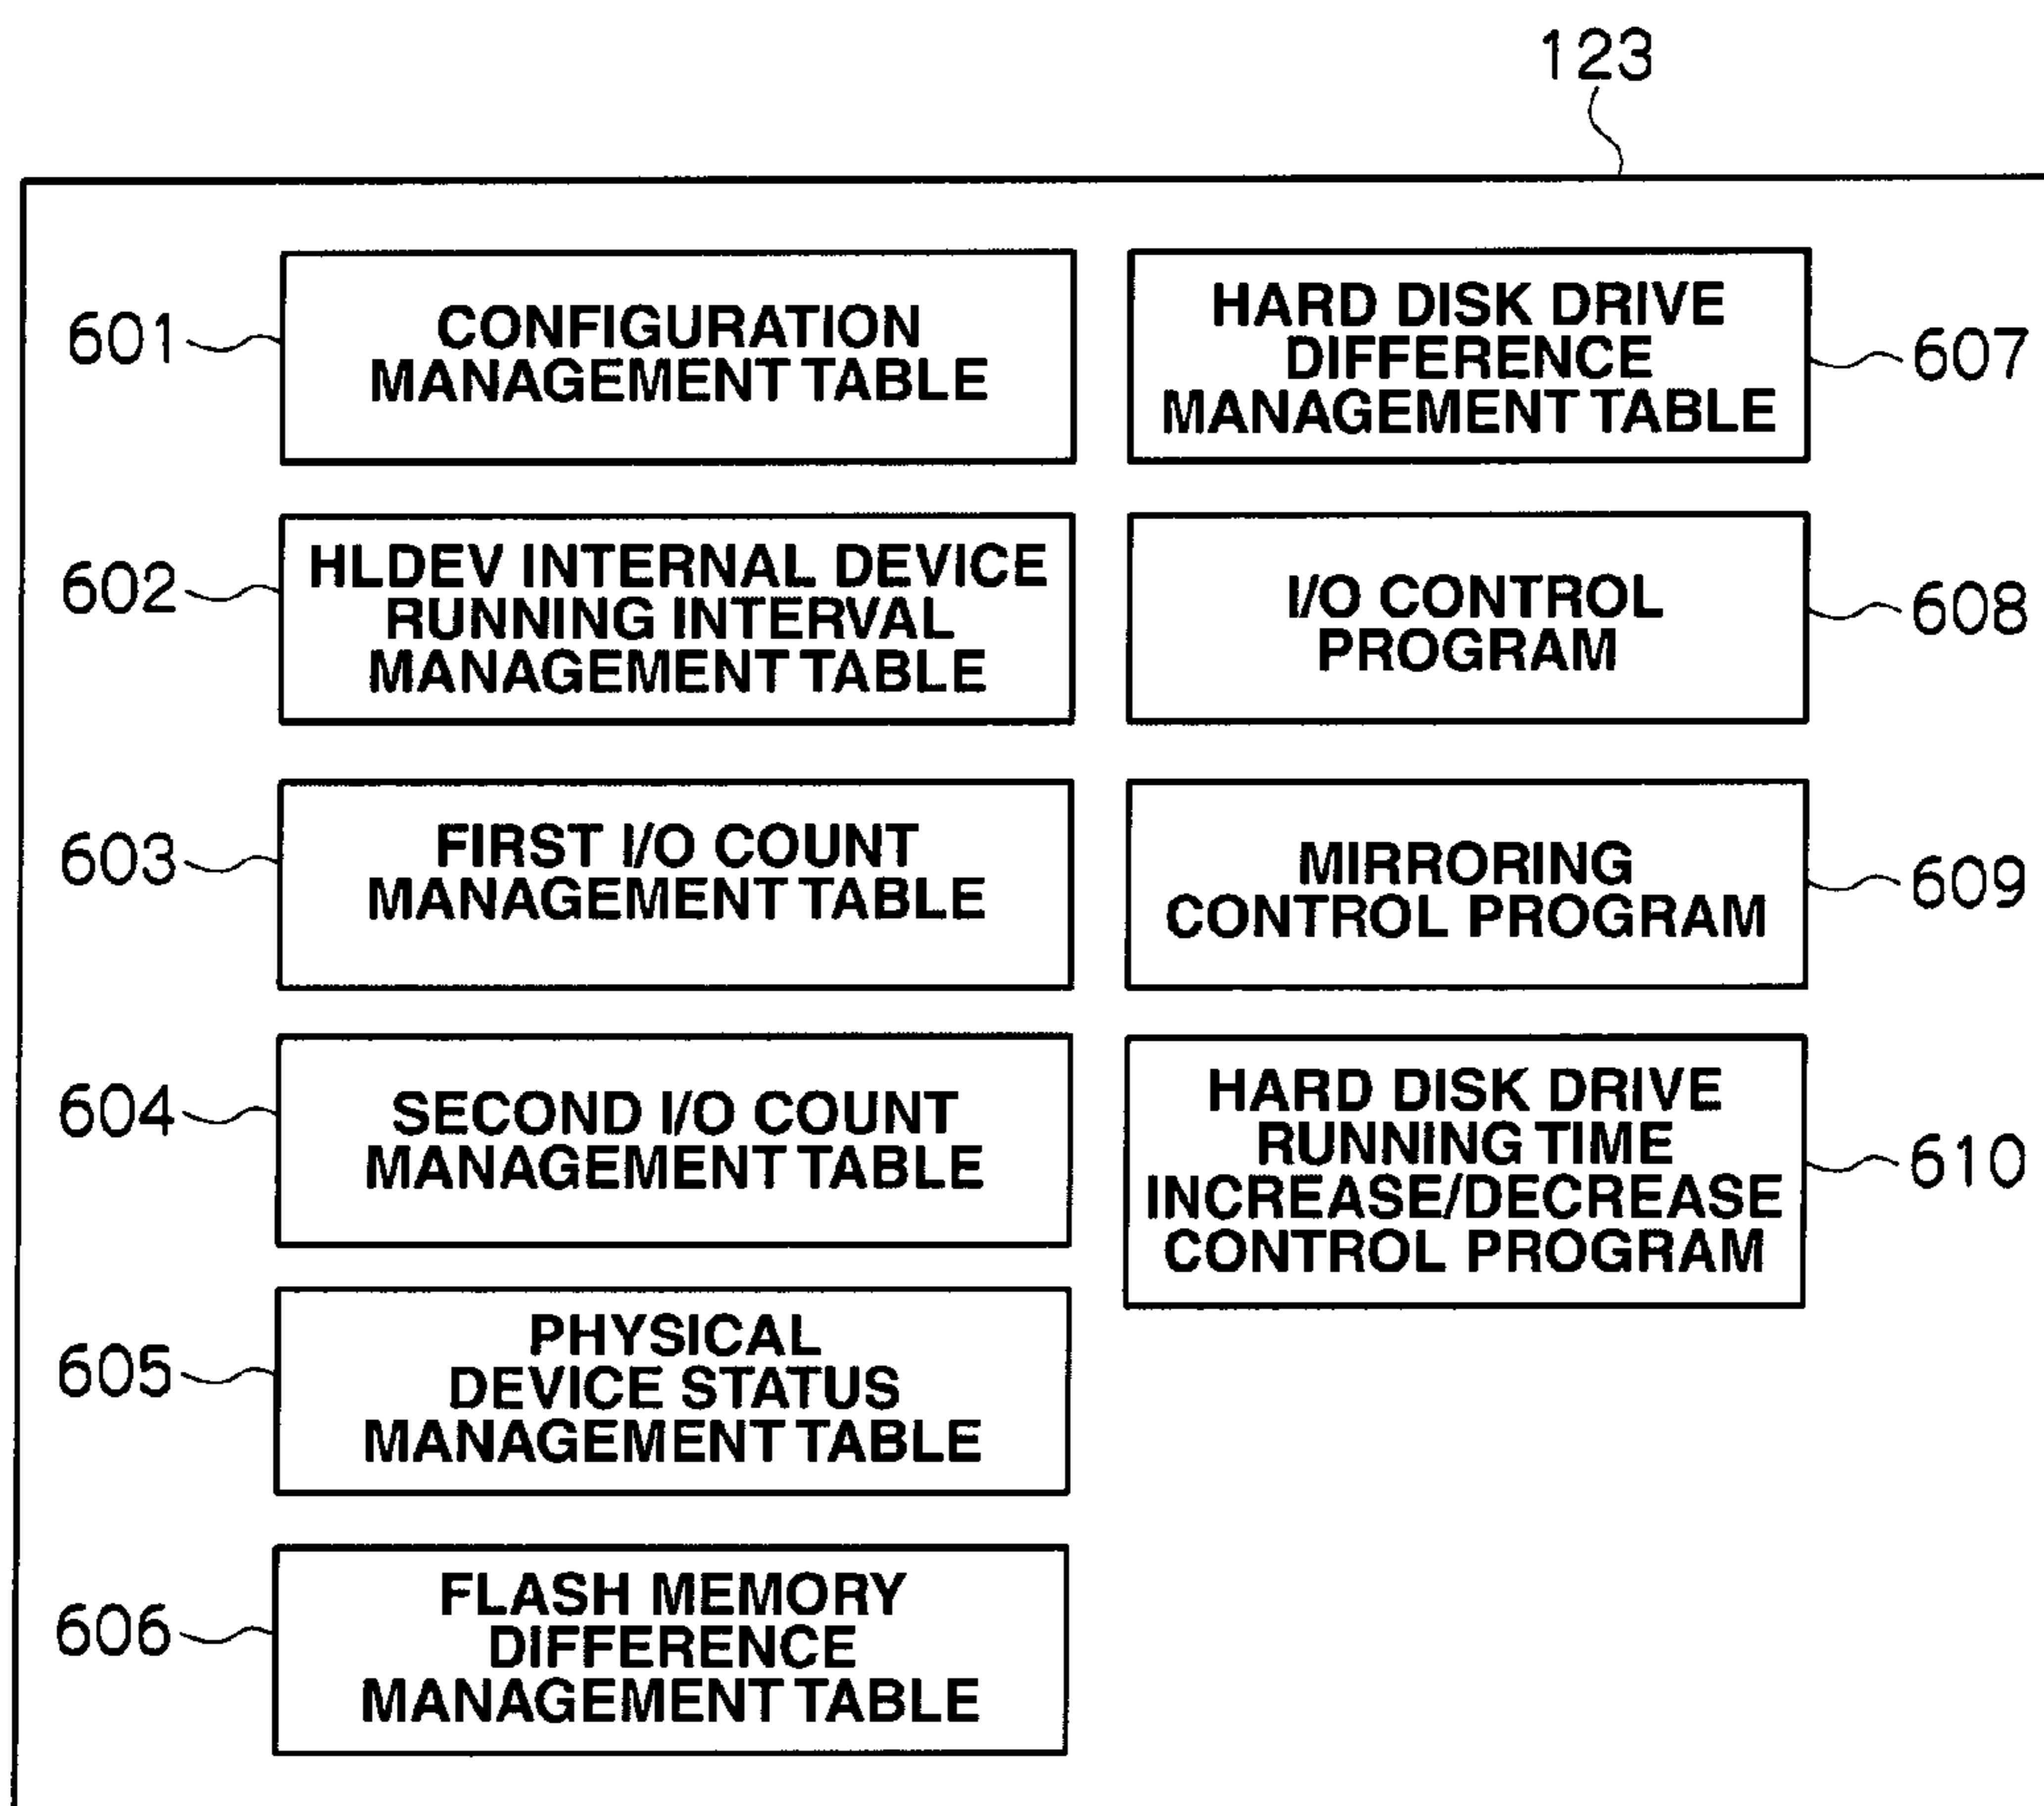 123
601
CONFIGURATION
MANAGEMENT TABLE
602
HLDEV INTERNAL DEVICE
RUNNING INTERVAL
MANAGEMENT TABLE
603
FIRST I/O COUNT
MANAGEMENT TABLE
604
SECOND I/O COUNT
MANAGEMENT TABLE
605
PHYSICAL
DEVICE STATUS
MANAGEMENT TABLE
606
FLASH MEMORY
DIFFERENCE
MANAGEMENT TABLE
HARD DISK DRIVE
DIFFERENCE
MANAGEMENT TABLE
607
I/O CONTROL
PROGRAM
608
MIRRORING
CONTROL PROGRAM
609
HARD DISK DRIVE
RUNNING TIME
INCREASE/DECREASE
CONTROL PROGRAM
610